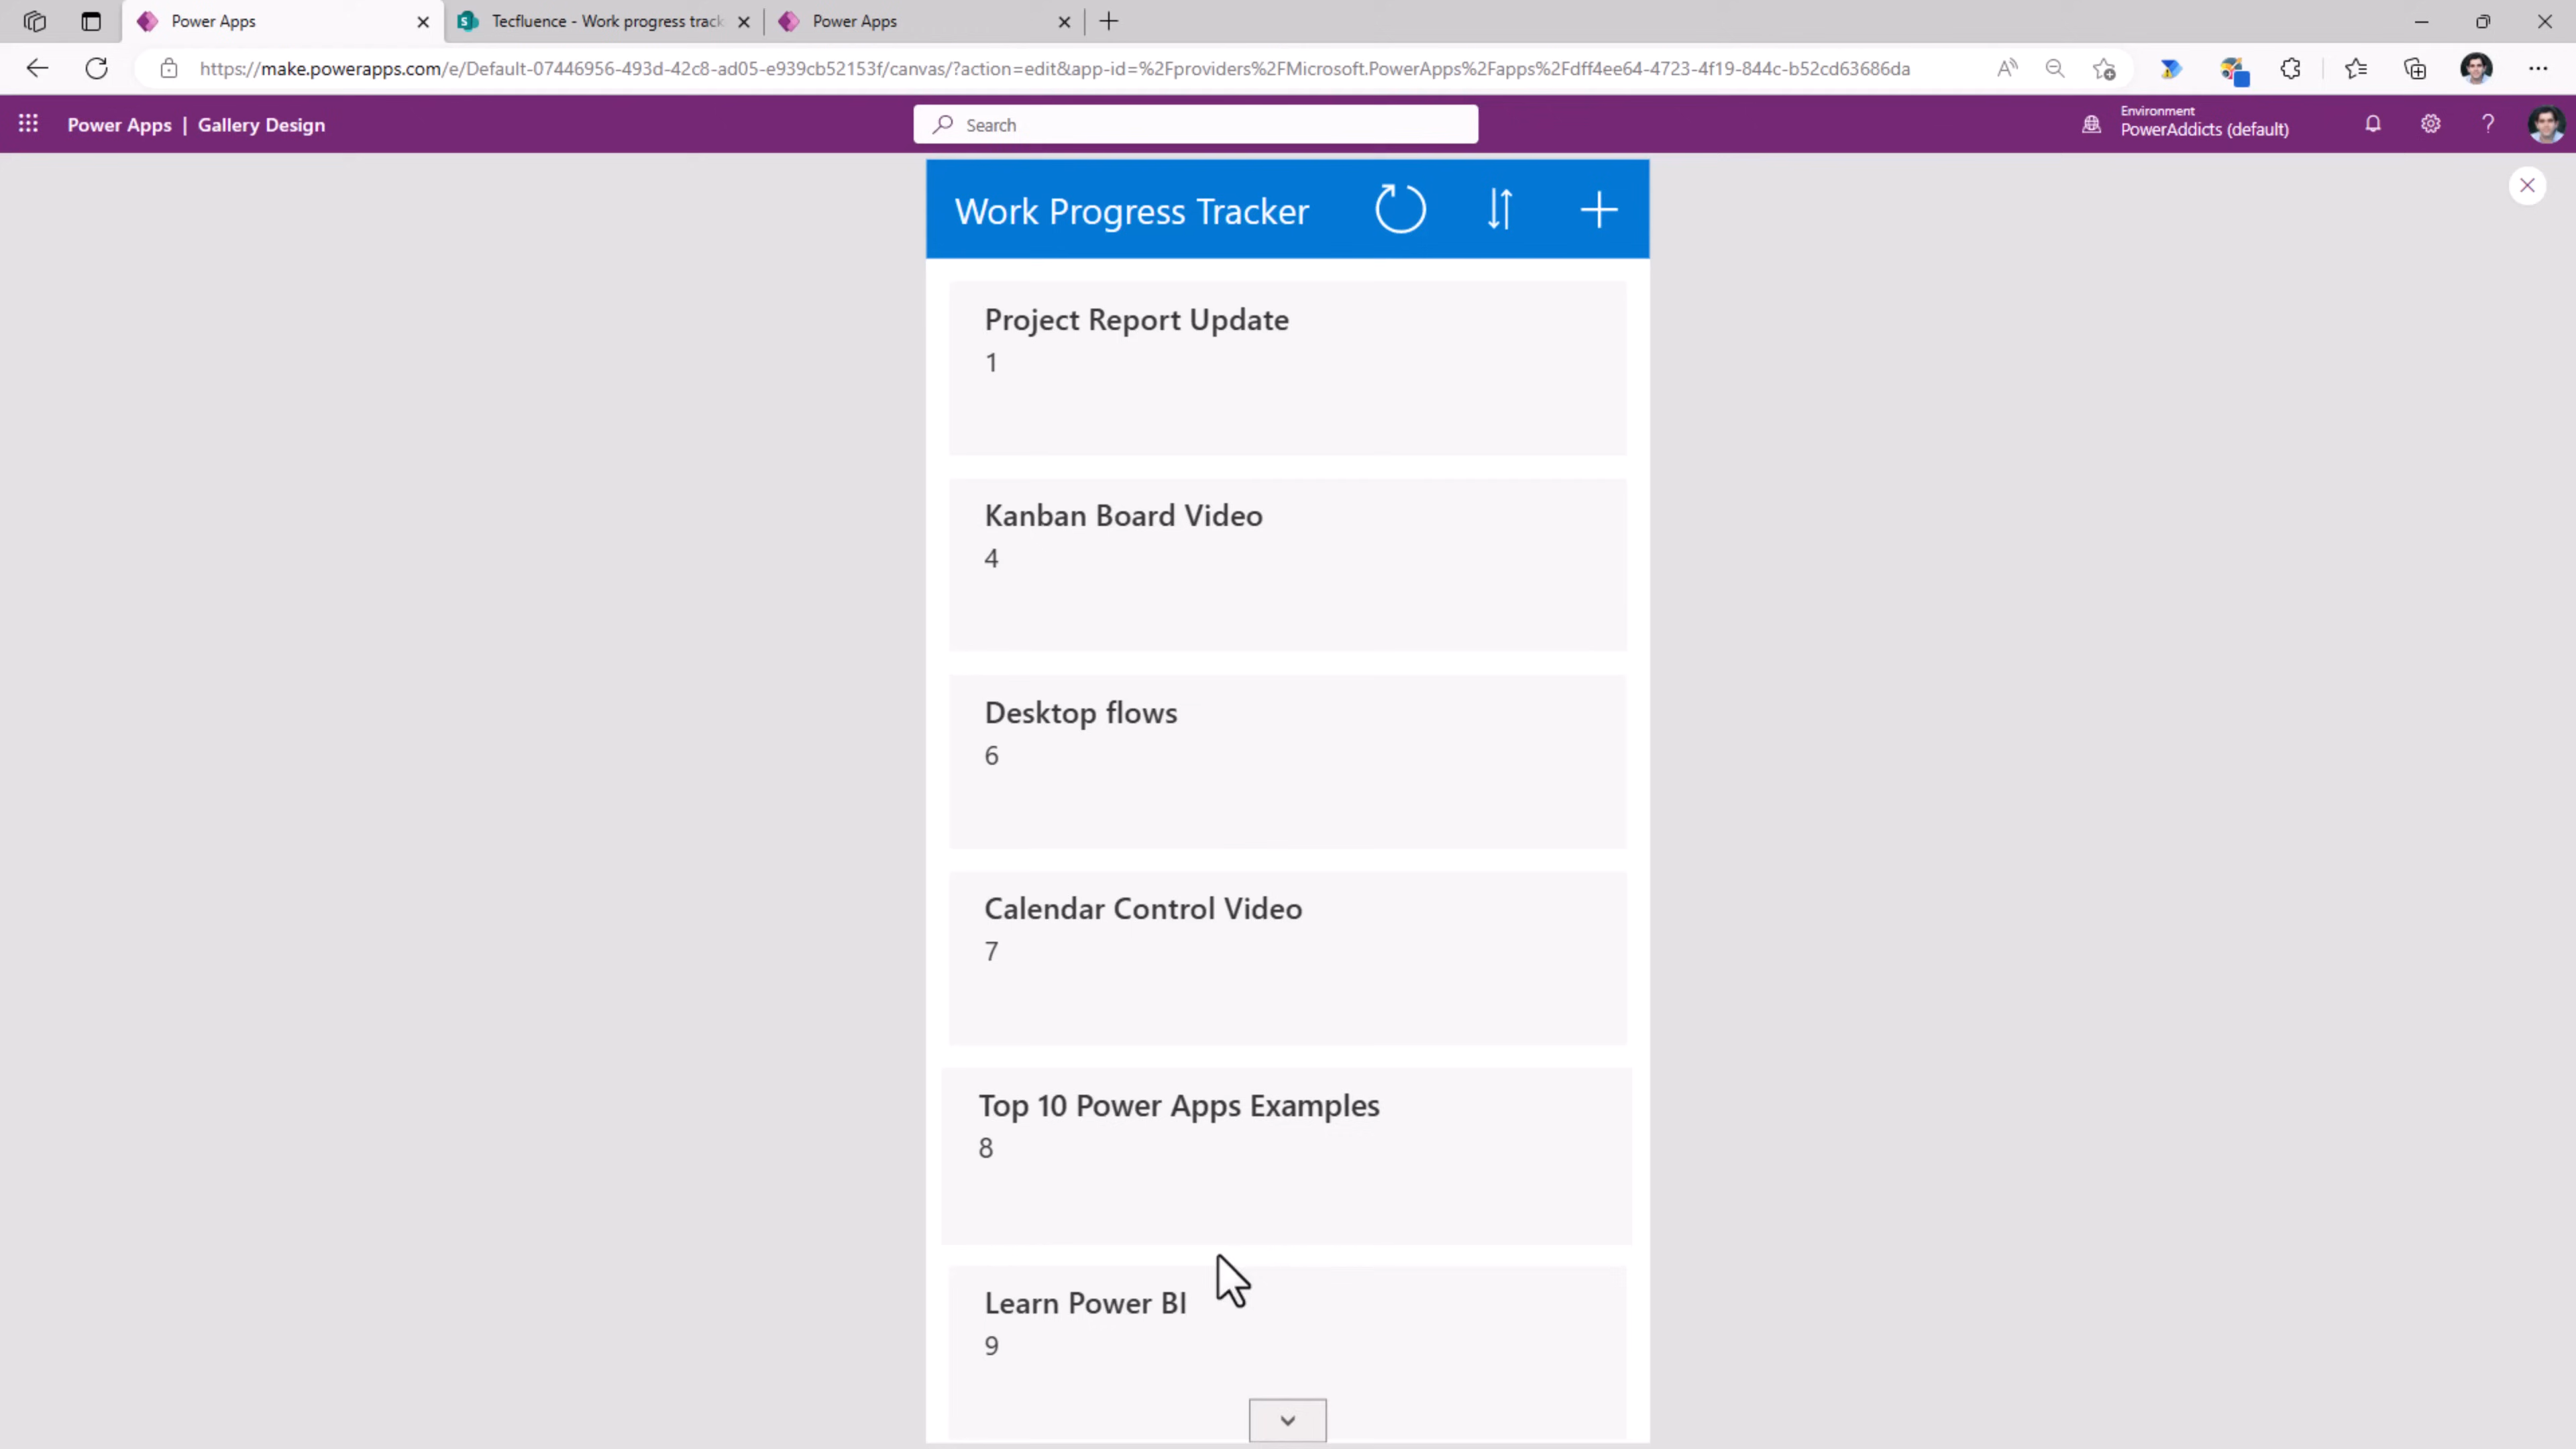 Power Apps
Tecfluence - Work progress track
Power Apps
https://make.powerapps.com/e/Default-07446956-493d-42c8-ad05-e939cb52153f/canvas/?action=edit&app-id=%2Fproviders%2FMicrosoft.PowerApps%2Fapps%2Fdff4ee64-4723-4f19-844c-b52cd63686da
Power Apps | Gallery Design
Search
Environment
PowerAddicts (default)
Work Progress Tracker
Project Report Update
1
Kanban Board Video
4
Desktop flows
6
Calendar Control Video
7
Top 10 Power Apps Examples
8
Learn Power BI
9